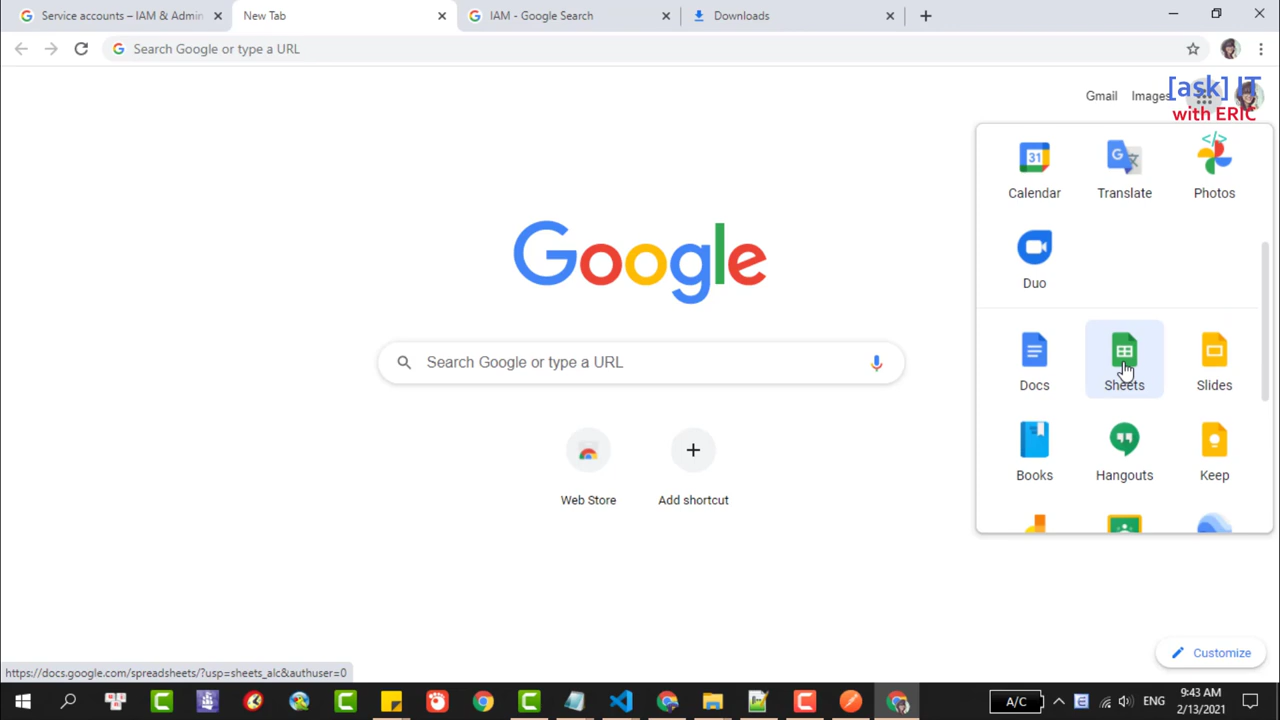 Service accounts – IAM & Admin
New Tab
IAM - Google Search
Downloads
Search Google or type a URL
Gmail
Images
[ask] IT
with ERIC
31
Calendar
Translate
Photos
Duo
Google
Docs
Sheets
Slides
Search Google or type a URL
Books
Hangouts
Keep
Web Store
Add shortcut
Customize
https://docs.google.com/spreadsheets/?usp=sheets_alc&authuser=0
A/C
ENG
9:43 AM
2/13/2021